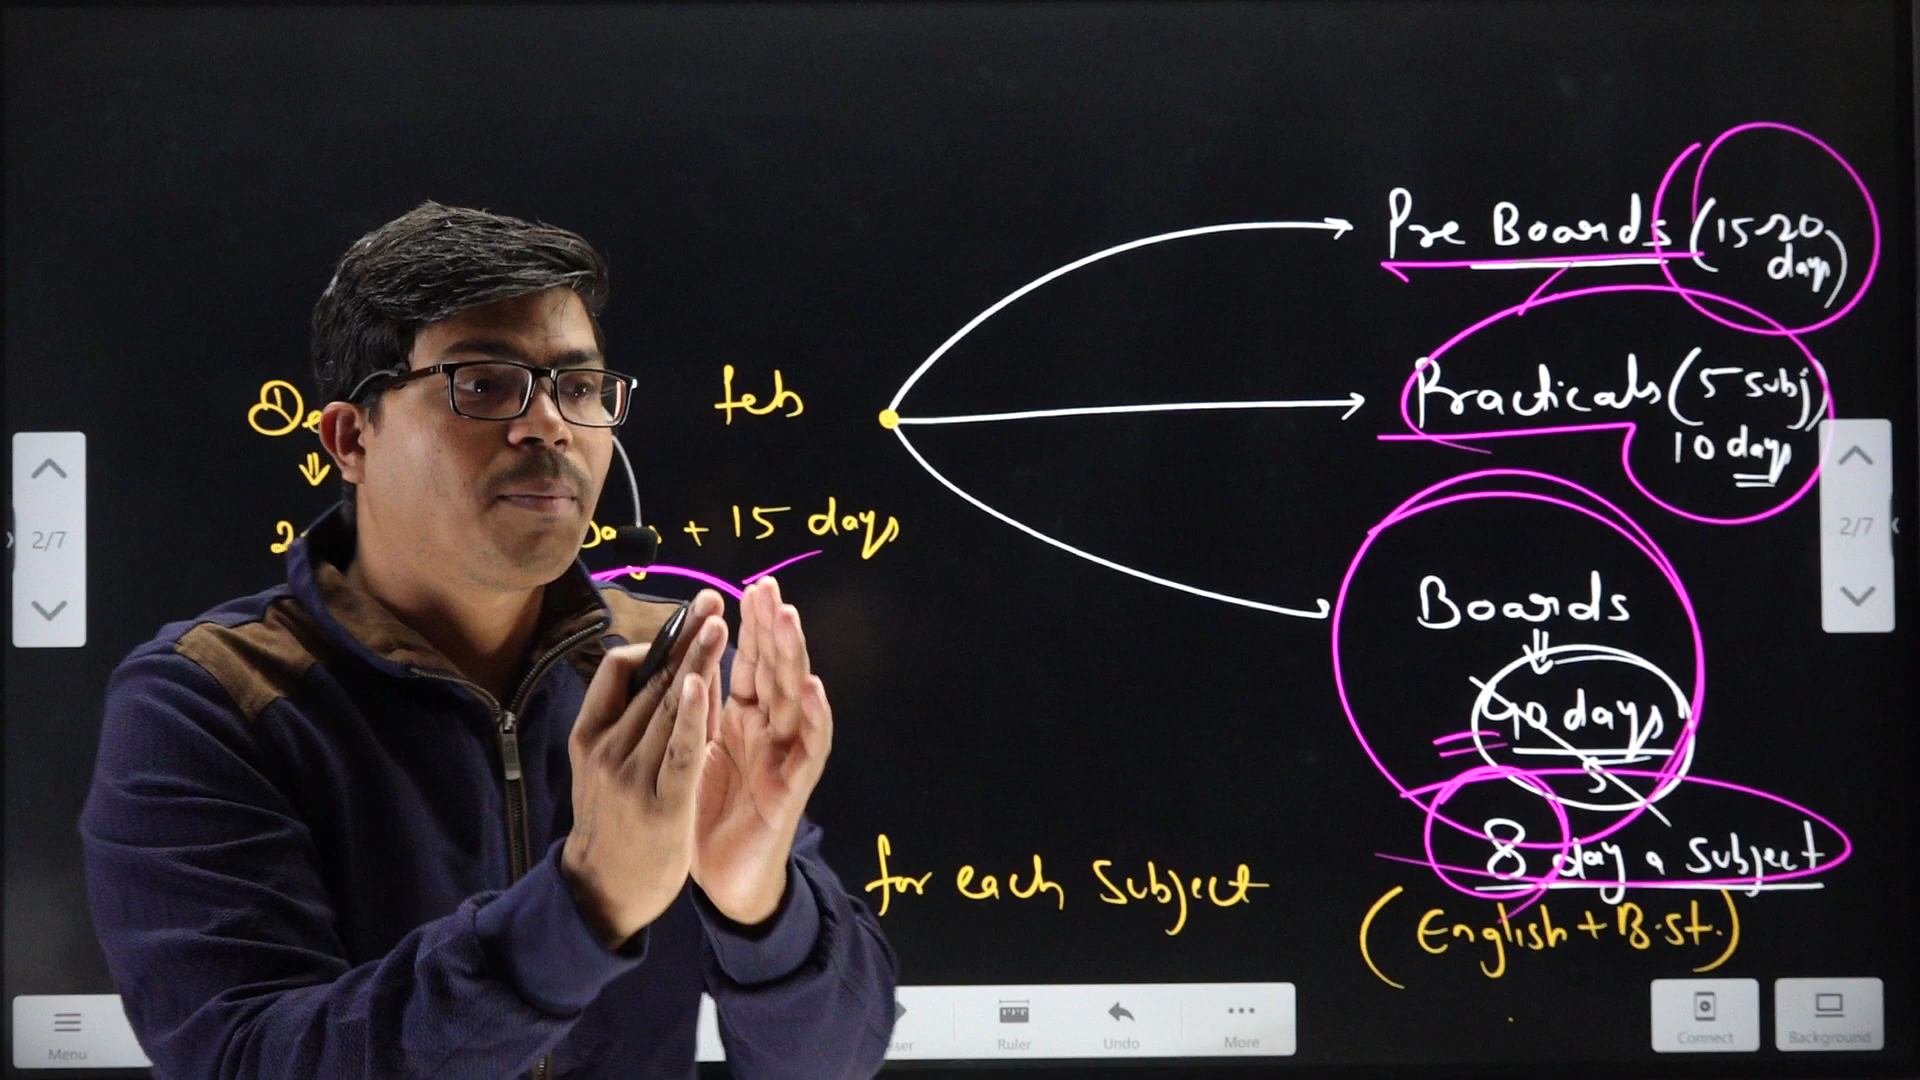 Pre Boards (15-20
days)
Practicals (5 subj)
10 days
feb
+ 15 days
Boards
40 days
5
8 day a Subject
for each Subject
(English + B.St.)
2/7
2/7
Menu
Ruler
Undo
More
Connect
Background